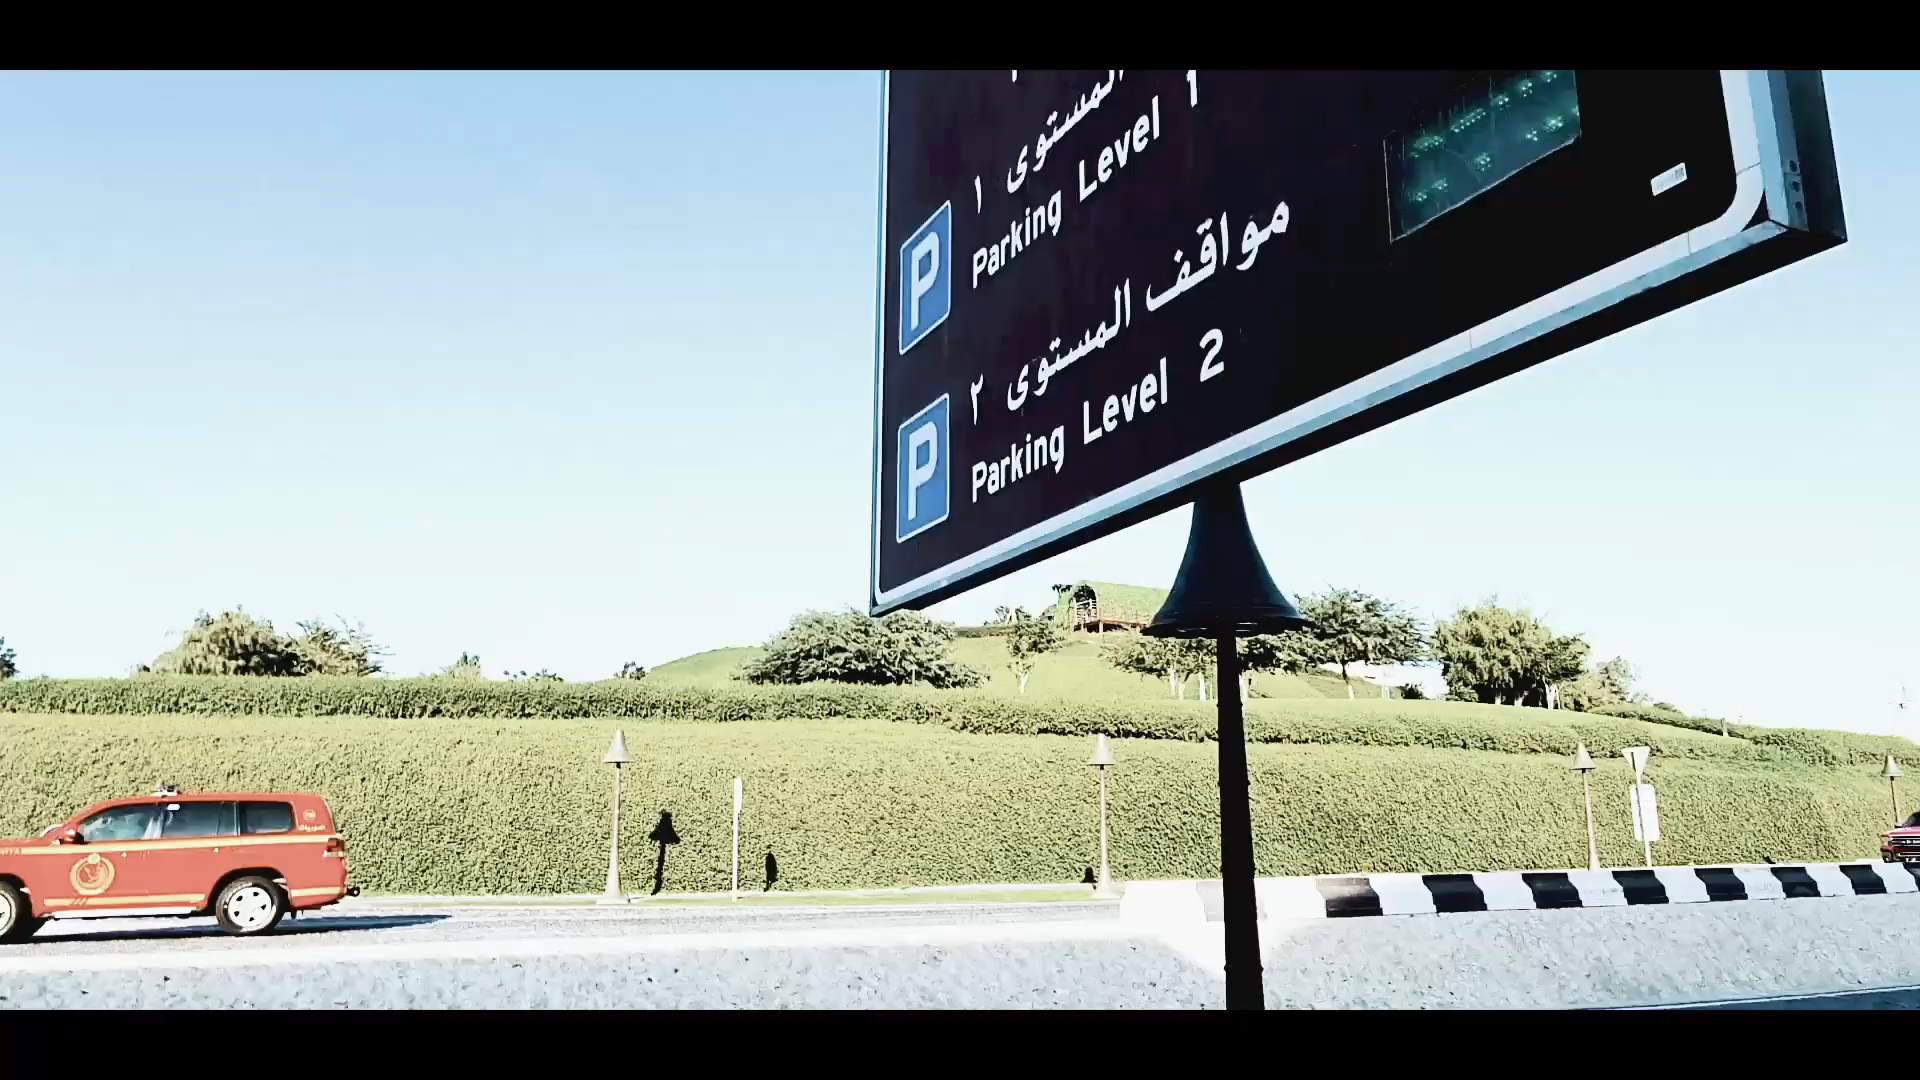 المستوى ١
Parking Level 1
P
مواقف المستوى ٢
Parking Level 2
P